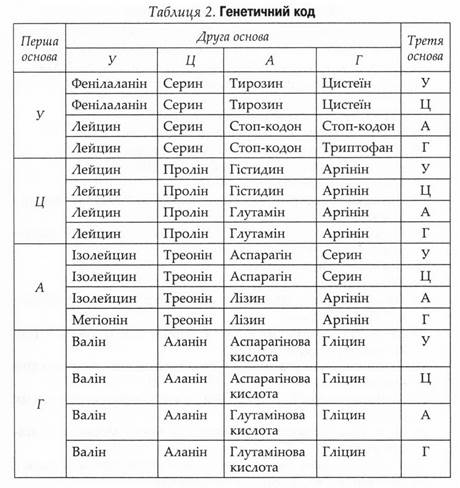 Таблиця 2. Генетичний код
Перша основа Друга основа Третя основа
У Ц А Г
У
Фенілаланін Серин Тирозин Цистеїн У
Фенілаланін Серин Тирозин Цистеїн Ц
Лейцин Серин Стоп-кодон Стоп-кодон А
Лейцин Серин Стоп-кодон Триптофан Г
Ц
Лейцин Пролін Гістидин Аргінін У
Лейцин Пролін Гістидин Аргінін Ц
Лейцин Пролін Глутамін Аргінін А
Лейцин Пролін Глутамін Аргінін Г
А
Ізолейцин Треонін Аспарагін Серин У
Ізолейцин Треонін Аспарагін Серин Ц
Ізолейцин Треонін Лізин Аргінін А
Метіонін Треонін Лізин Аргінін Г
Г
Валін Аланін Аспарагінова кислота Гліцин У
Валін Аланін Аспарагінова кислота Гліцин Ц
Валін Аланін Глутамінова кислота Гліцин А
Валін Аланін Глутамінова кислота Гліцин Г